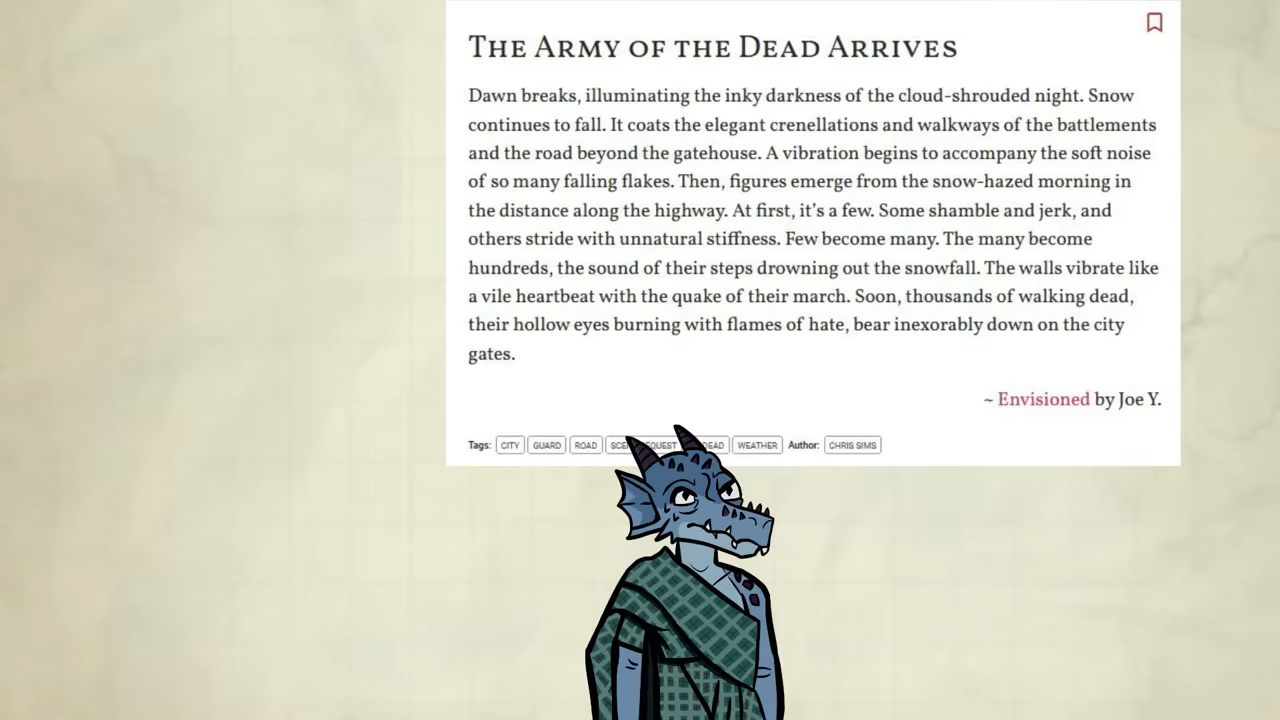 The Army of the Dead Arrives
Dawn breaks, illuminating the inky darkness of the cloud-shrouded night. Snow
continues to fall. It coats the elegant crenellations and walkways of the battlements
and the road beyond the gatehouse. A vibration begins to accompany the soft noise
of so many falling flakes. Then, figures emerge from the snow-hazed morning in
the distance along the highway. At first, it’s a few. Some shamble and jerk, and
others stride with unnatural stiffness. Few become many. The many become
hundreds, the sound of their steps drowning out the snowfall. The walls vibrate like
a vile heartbeat with the quake of their march. Soon, thousands of walking dead,
their hollow eyes burning with flames of hate, bear inexorably down on the city
gates.
~ Envisioned by Joe Y.
Tags: CITY GUARD ROAD WEATHER Author: CHRIS SIMS